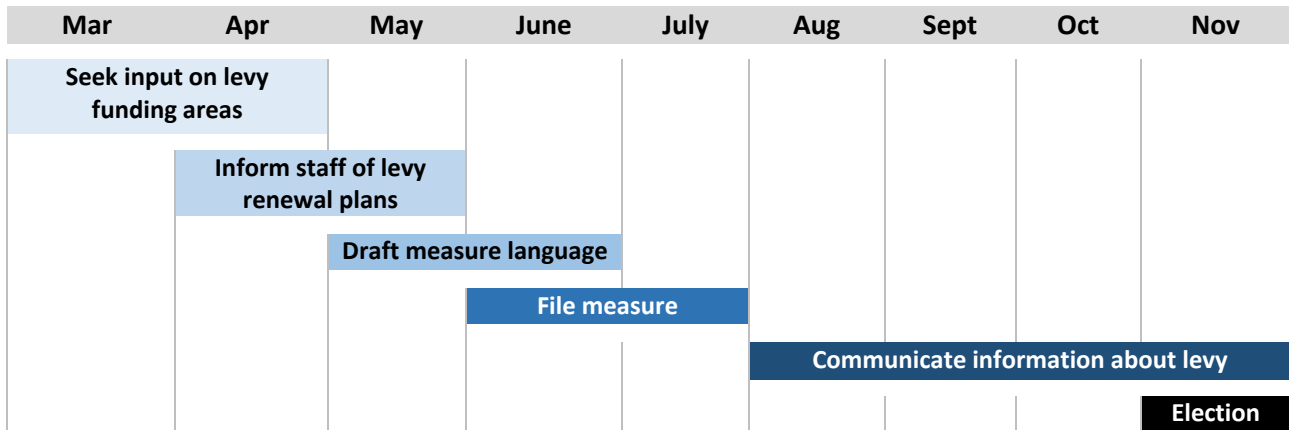 Mar Apr May June July Aug Sept Oct Nov
Seek input on levy
funding areas
Inform staff of levy
renewal plans
Draft measure language
File measure
Communicate information about levy
Election